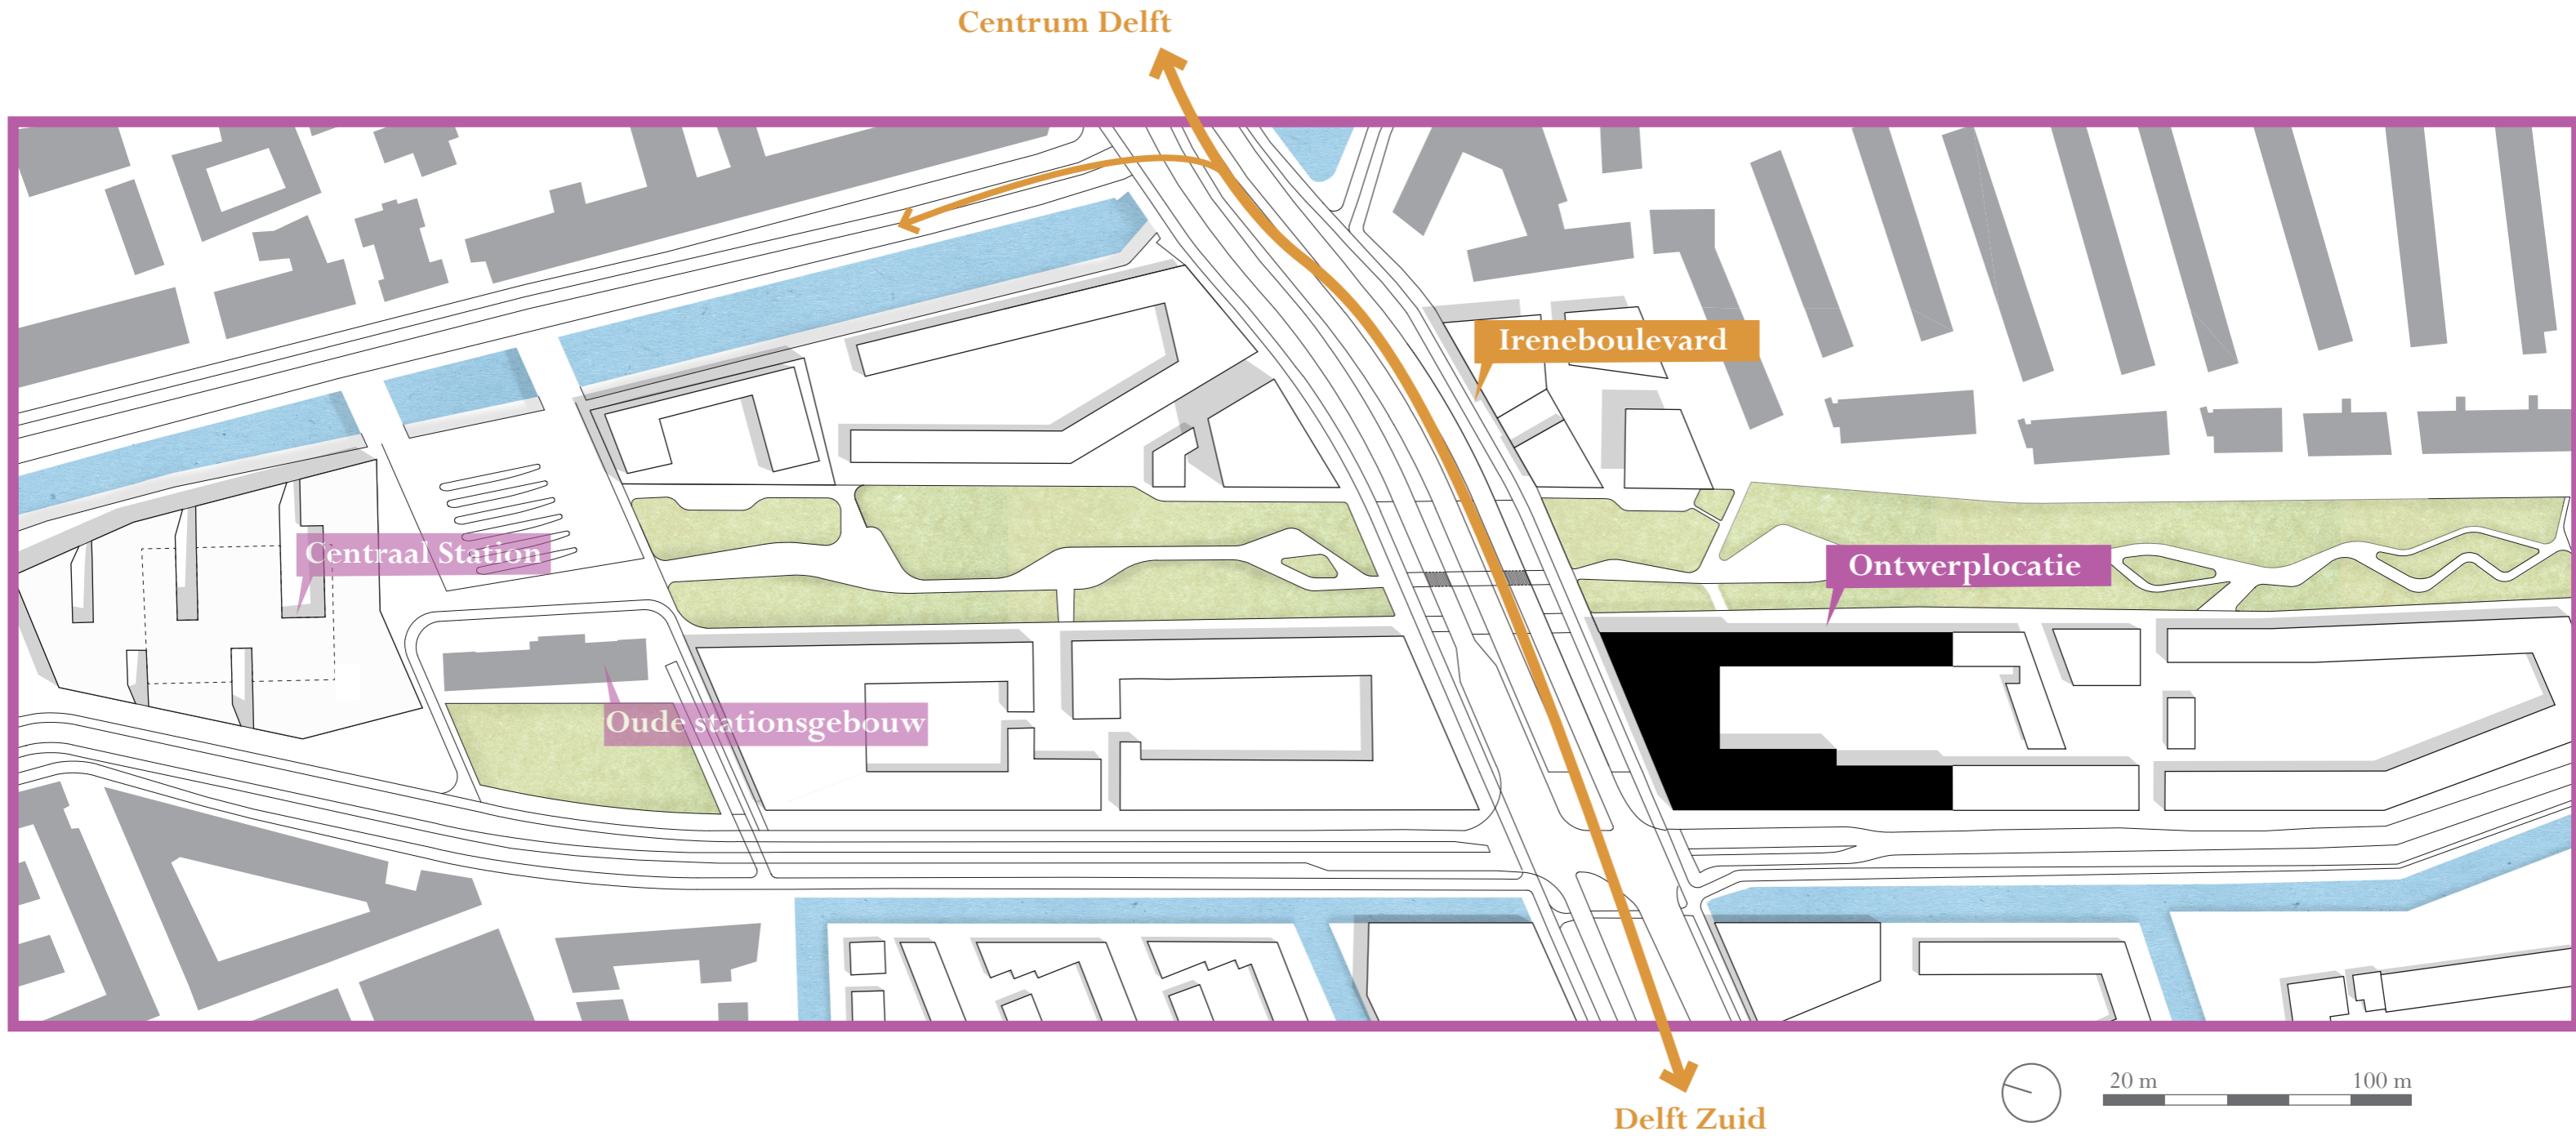 Centrum Delft
Ireneboulevard
Centraal Station
Ontwerplocatie
Oude stationsgebouw
20 m
100 m
Delft Zuid